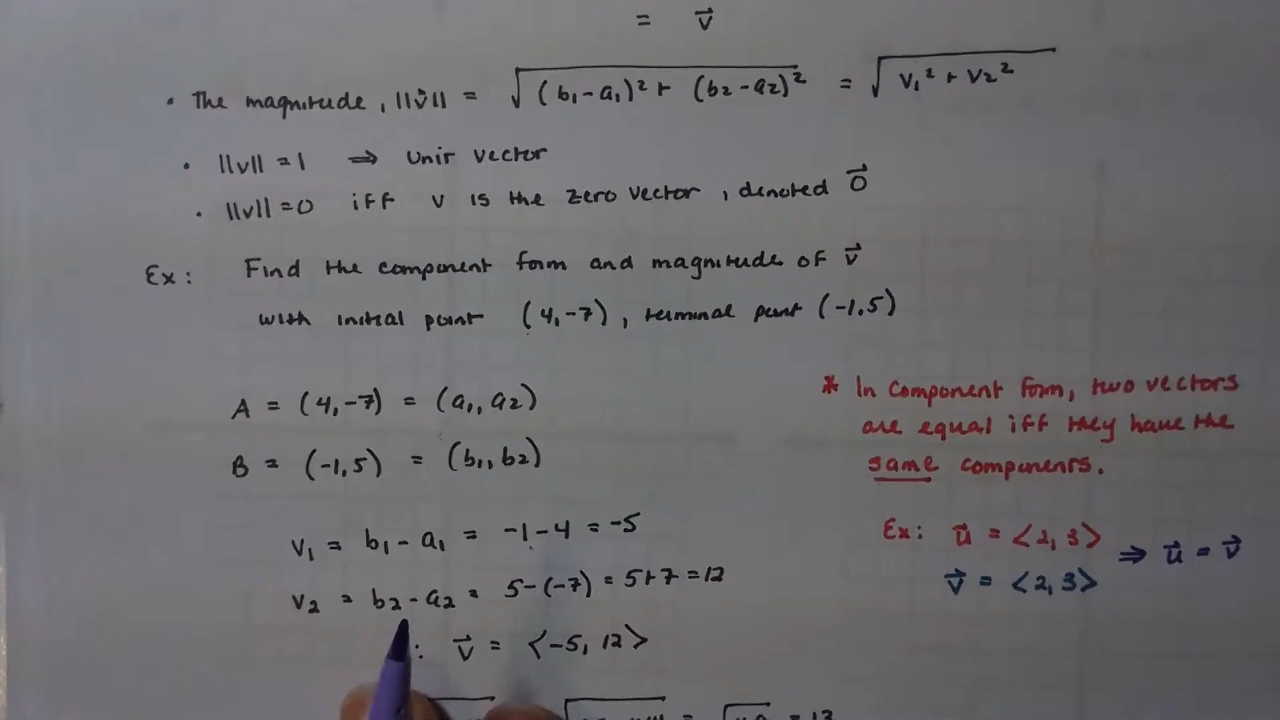 = v⃗
• The magnitude, ||v⃗|| = √(b₁-a₁)² + (b₂-a₂)² = √v₁² + v₂²
• ||v|| = 1 ⇒ Unit vector
• ||v|| = 0 iff v is the zero vector, denoted 0⃗
Ex: Find the component form and magnitude of v⃗
with initial point (4,-7), terminal point (-1,5)
A = (4,-7) = (a₁, a₂)
B = (-1,5) = (b₁, b₂)
v₁ = b₁ - a₁ = -1 - 4 = -5
v₂ = b₂ - a₂ = 5-(-7) = 5+7 = 12
: v⃗ = <-5, 12>
= 13
* In component form, two vectors
are equal iff they have the
same components.
Ex: u⃗ = <2, 3>
v⃗ = <2, 3>
⇒ u⃗ = v⃗